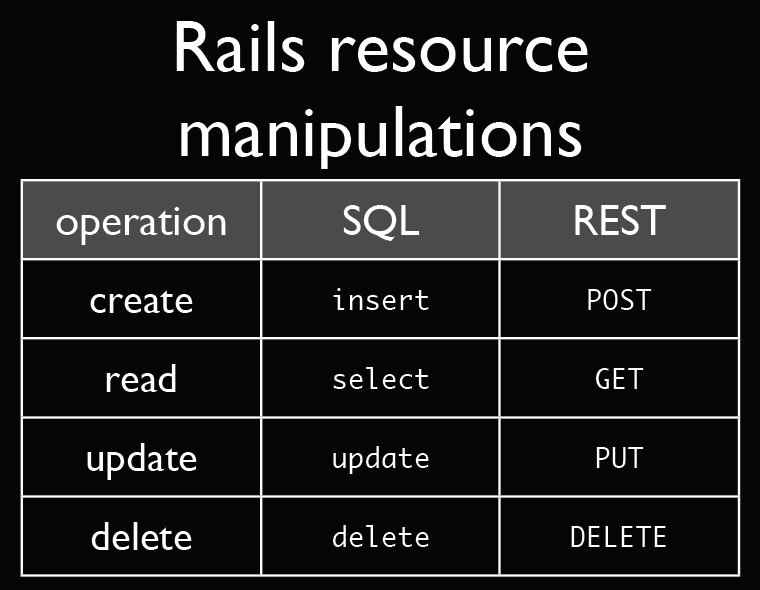 Rails resource
manipulations
operation SQL REST
create insert POST
read select GET
update update PUT
delete delete DELETE